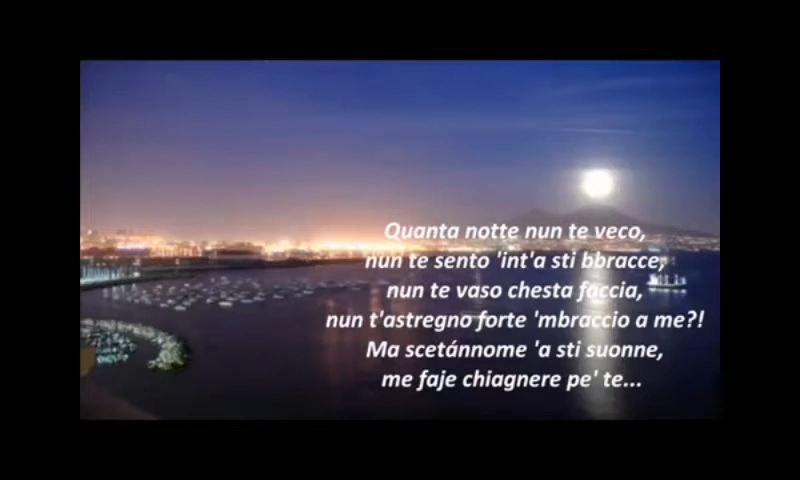 Quanta notte nun te veco,
nun te sento 'int'a sti bbracce,
nun te vaso chesta faccia,
nun t'astregno forte 'mbraccio a me?!
Ma scetánnome 'a sti suonne,
me faje chiagnere pe' te...